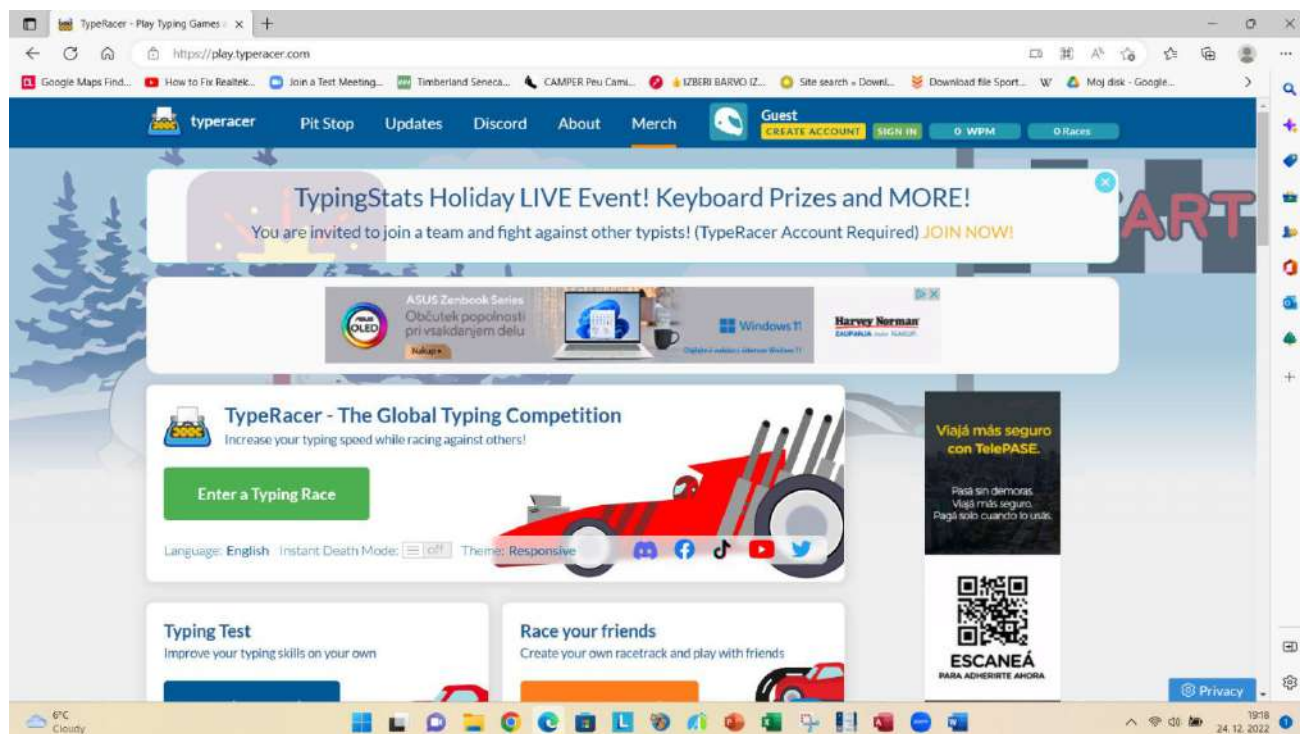 TypeRacer - Play Typing Games
https://play.typeracer.com
Google Maps Find...
How to Fix Realtek...
Join a Test Meeting...
Timberland Seneca...
CAMPER Peu Cami...
IZBERI BARVO IZ...
Site search » Downl...
Download file Sport...
Moj disk - Google...
typeracer
Pit Stop
Updates
Discord
About
Merch
Guest
CREATE ACCOUNT
SIGN IN
0 WPM
0 Races
TypingStats Holiday LIVE Event! Keyboard Prizes and MORE!
You are invited to join a team and fight against other typists! (TypeRacer Account Required) JOIN NOW!
ART
ASUS Zenbook Series
Občutek popolnosti
pri vsakdanjem delu
Nakup
ASUS
OLED
Windows 11
Harvey Norman
TypeRacer - The Global Typing Competition
Increase your typing speed while racing against others!
Enter a Typing Race
Language: English
Instant Death Mode: off
Theme: Responsive
Viajá más seguro
con TelePASE.
Pasá sin demoras.
Viajá más seguro.
Pagá solo cuando lo usás.
ESCANEÁ
PARA ADHERIRTE AHORA
Typing Test
Improve your typing skills on your own
Race your friends
Create your own racetrack and play with friends
Privacy
6°C
Cloudy
19:18
24. 12. 2022